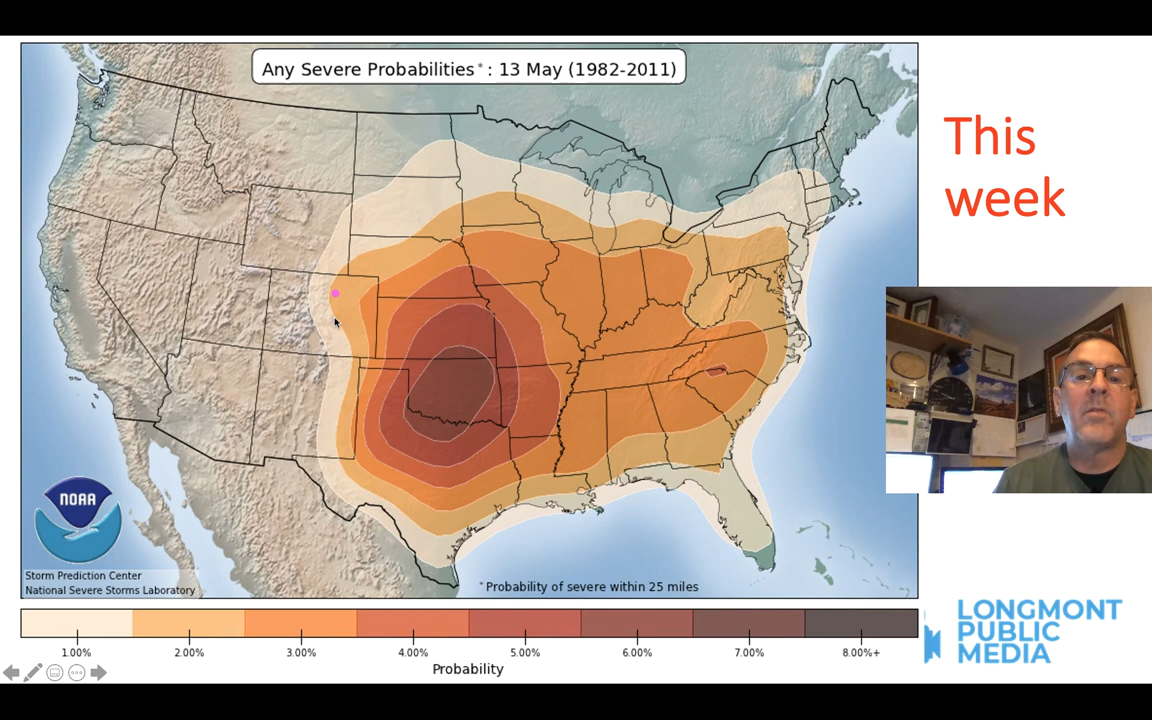 Any Severe Probabilities*: 13 May (1982-2011)
This
week
NOAA
Storm Prediction Center
National Severe Storms Laboratory
*Probability of severe within 25 miles
1.00% 2.00% 3.00% 4.00% 5.00% 6.00% 7.00% 8.00%+
Probability
LONGMONT
PUBLIC
MEDIA